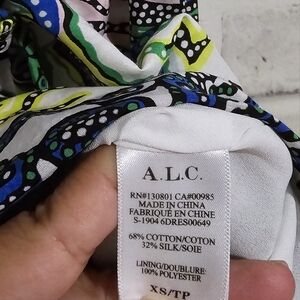 A.L.C.
RN#130801 CA#00985
MADE IN CHINA
FABRIQUÉ EN CHINE
S-1904 6DRES00649
68% COTTON/COTON
32% SILK/SOIE
LINING/DOUBLURE:
100% POLYESTER
XS/TP